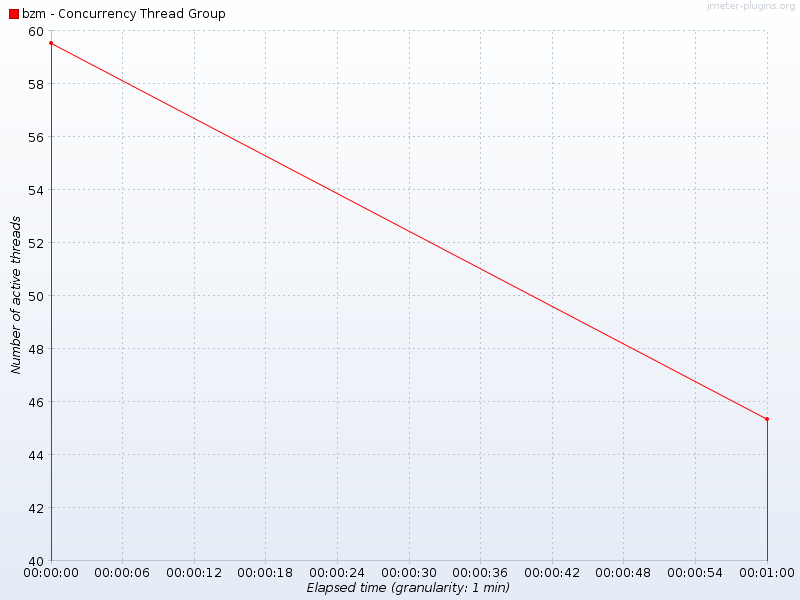 jmeter-plugins.org
bzm - Concurrency Thread Group
60
58
56
54
52
50
48
46
44
42
40
Number of active threads
00:00:00 00:00:06 00:00:12 00:00:18 00:00:24 00:00:30 00:00:36 00:00:42 00:00:48 00:00:54 00:01:00
Elapsed time (granularity: 1 min)